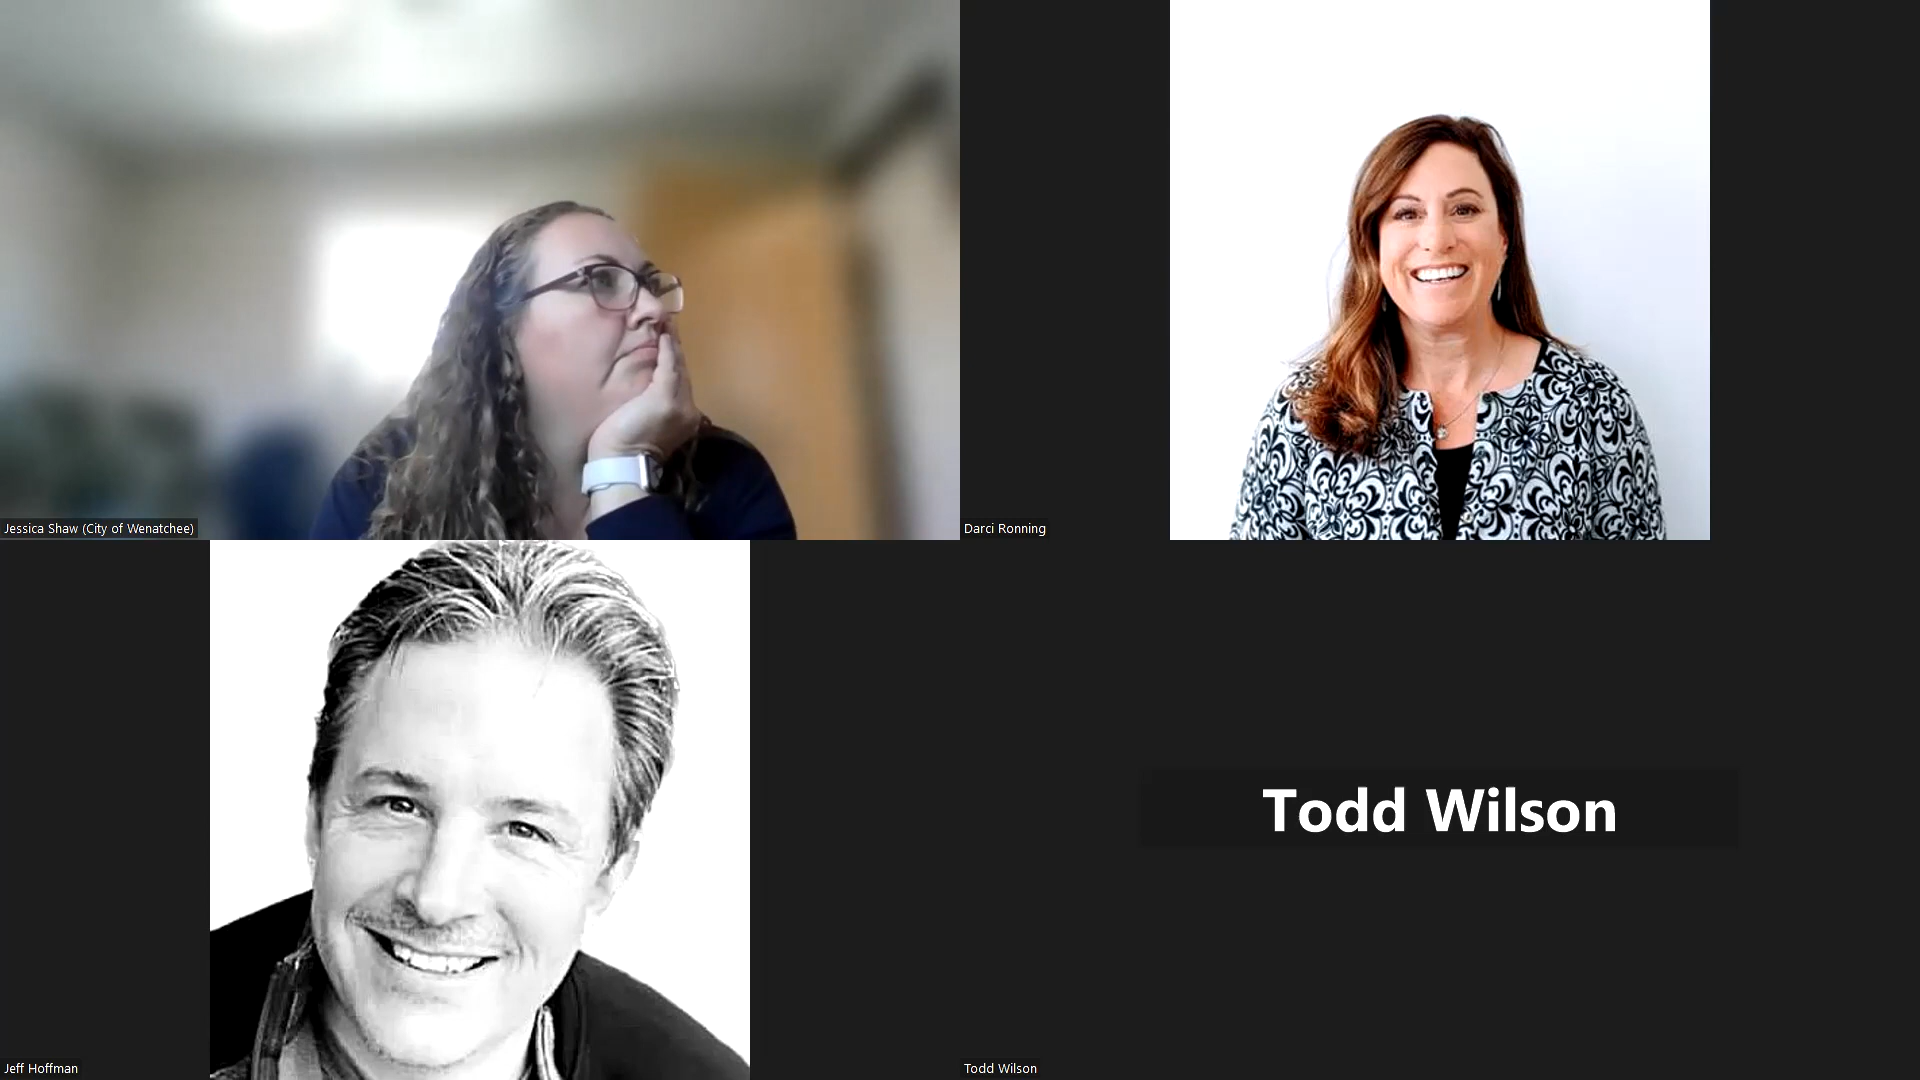 Jessica Shaw (City of Wenatchee)
Darci Ronning
Todd Wilson
Jeff Hoffman
Todd Wilson